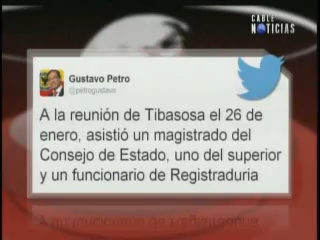 CABLE
NOTICIAS
Gustavo Petro
@petrogustavo
A la reunión de Tibasosa el 26 de
enero, asistió un magistrado del
Consejo de Estado, uno del superior
y un funcionario de Registraduria